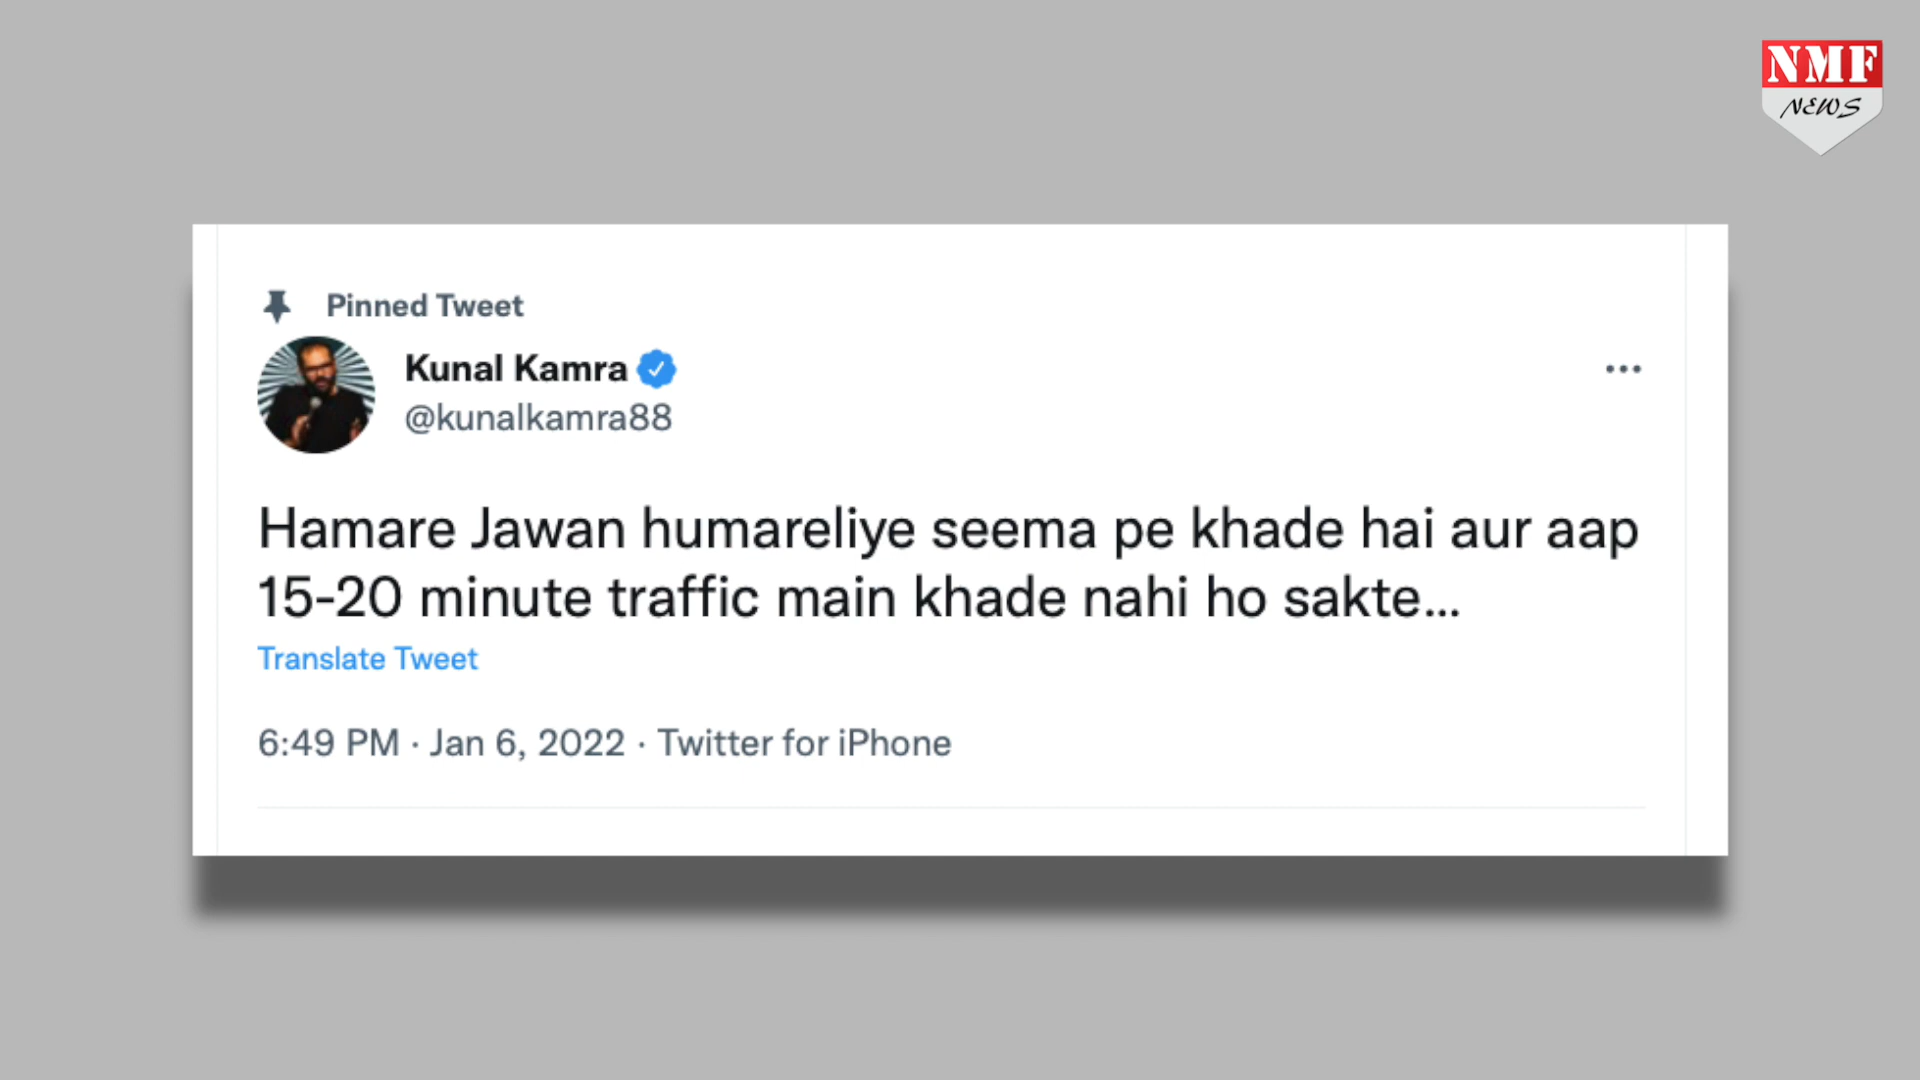 NMF
NEWS
Pinned Tweet
Kunal Kamra
@kunalkamra88
Hamare Jawan humareliye seema pe khade hai aur aap
15-20 minute traffic main khade nahi ho sakte...
Translate Tweet
6:49 PM · Jan 6, 2022 · Twitter for iPhone